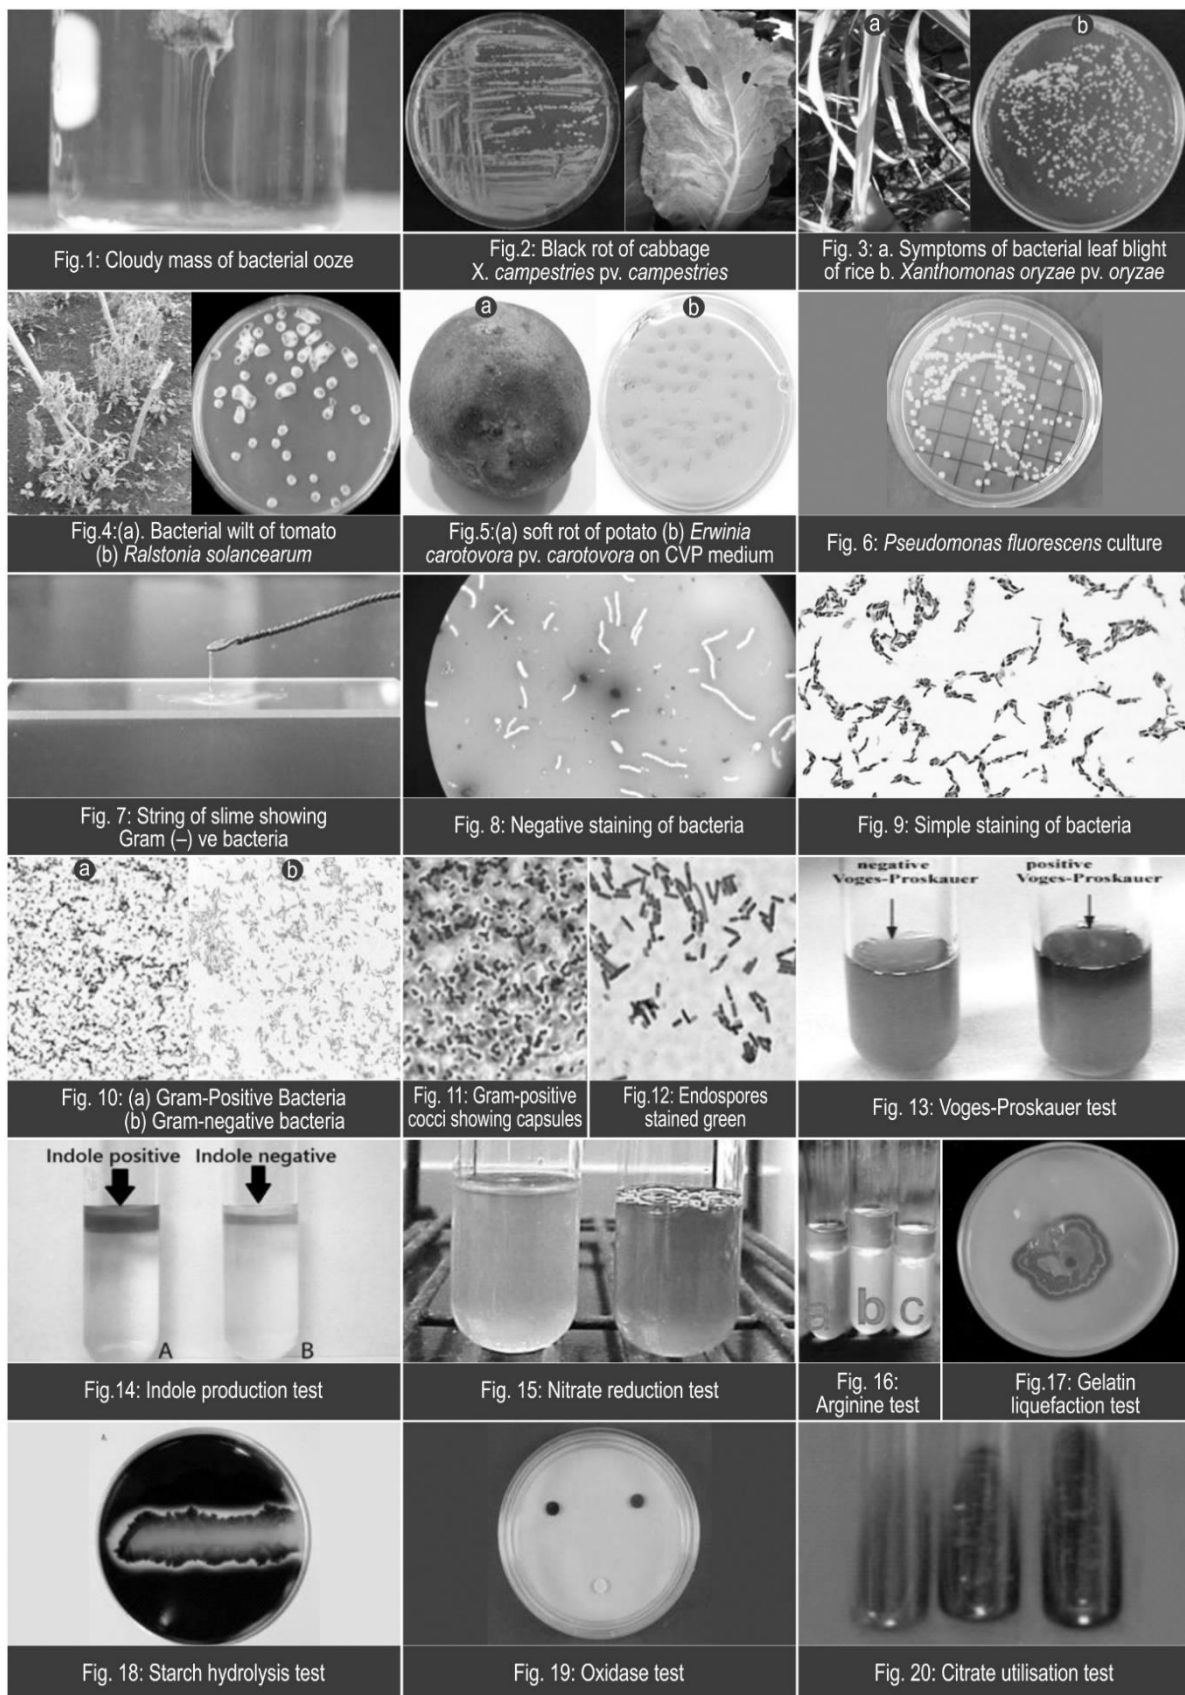 a
b
Fig.1: Cloudy mass of bacterial ooze
Fig.2: Black rot of cabbage
X. campestries pv. campestries
Fig. 3: a. Symptoms of bacterial leaf blight
of rice b. Xanthomonas oryzae pv. oryzae
a
b
Fig.4:(a). Bacterial wilt of tomato
(b) Ralstonia solancearum
Fig.5:(a) soft rot of potato (b) Erwinia
carotovora pv. carotovora on CVP medium
Fig. 6: Pseudomonas fluorescens culture
Fig. 7: String of slime showing
Gram (–) ve bacteria
Fig. 8: Negative staining of bacteria
Fig. 9: Simple staining of bacteria
a
b
negative
Voges-Proskauer
positive
Voges-Proskauer
Fig. 10: (a) Gram-Positive Bacteria
(b) Gram-negative bacteria
Fig. 11: Gram-positive
cocci showing capsules
Fig.12: Endospores
stained green
Fig. 13: Voges-Proskauer test
Indole positive
Indole negative
A
B
a
b
c
Fig.14: Indole production test
Fig. 15: Nitrate reduction test
Fig. 16:
Arginine test
Fig.17: Gelatin
liquefaction test
A.
Fig. 18: Starch hydrolysis test
Fig. 19: Oxidase test
Fig. 20: Citrate utilisation test